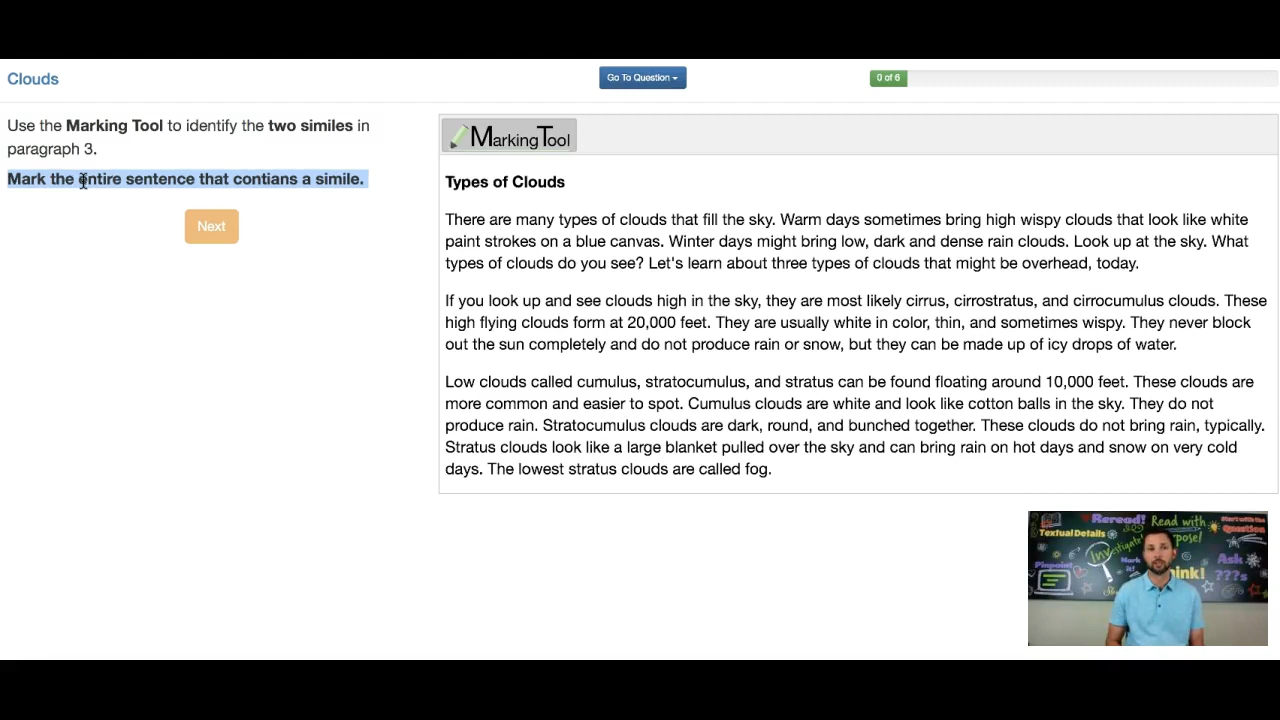 Clouds
Go To Question
0 of 6
Use the Marking Tool to identify the two similes in
paragraph 3.
Mark the entire sentence that contians a simile.
Next
MarkingTool
Types of Clouds
There are many types of clouds that fill the sky. Warm days sometimes bring high wispy clouds that look like white
paint strokes on a blue canvas. Winter days might bring low, dark and dense rain clouds. Look up at the sky. What
types of clouds do you see? Let's learn about three types of clouds that might be overhead, today.
If you look up and see clouds high in the sky, they are most likely cirrus, cirrostratus, and cirrocumulus clouds. These
high flying clouds form at 20,000 feet. They are usually white in color, thin, and sometimes wispy. They never block
out the sun completely and do not produce rain or snow, but they can be made up of icy drops of water.
Low clouds called cumulus, stratocumulus, and stratus can be found floating around 10,000 feet. These clouds are
more common and easier to spot. Cumulus clouds are white and look like cotton balls in the sky. They do not
produce rain. Stratocumulus clouds are dark, round, and bunched together. These clouds do not bring rain, typically.
Stratus clouds look like a large blanket pulled over the sky and can bring rain on hot days and snow on very cold
days. The lowest stratus clouds are called fog.
Reread!
Read with
Start with the
Question
Textual Details
Investigate!
Pinpoint
Mark
it!
Ask
???s